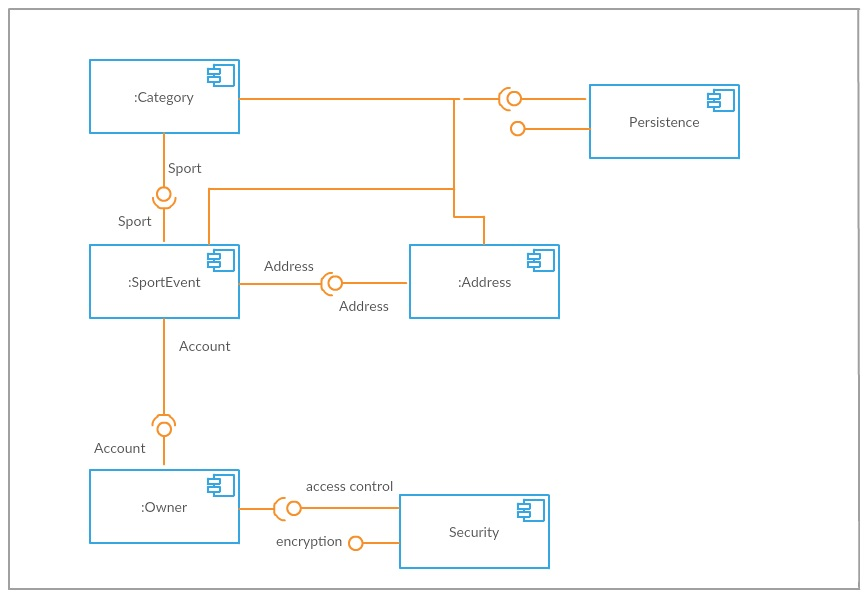 :Category
Persistence
Sport
Sport
:SportEvent
Address
Address
:Address
Account
Account
:Owner
access control
encryption
Security